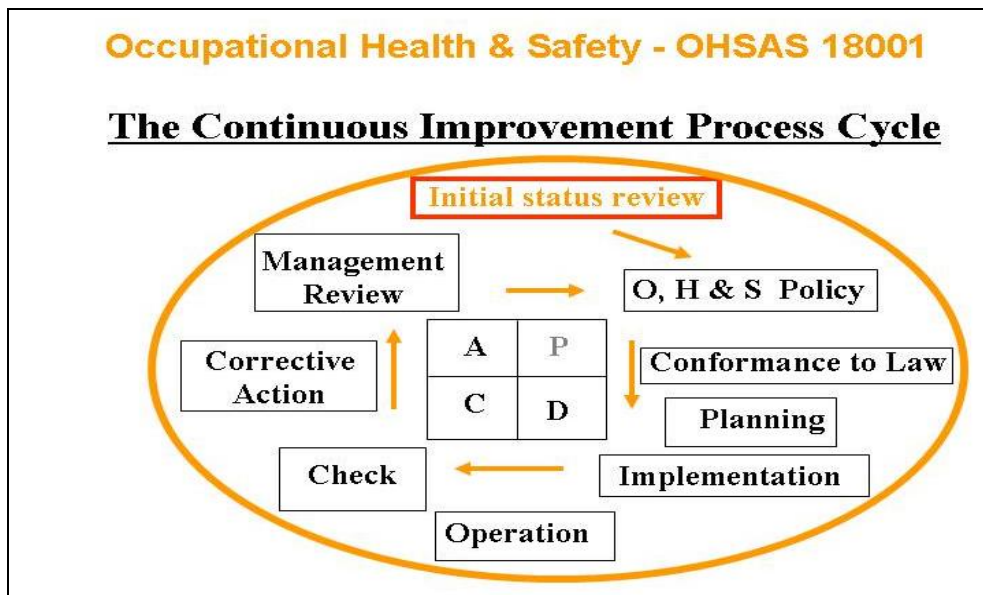 Occupational Health & Safety - OHSAS 18001
The Continuous Improvement Process Cycle
Initial status review
Management
Review
O, H & S Policy
A P
Corrective
Action
Conformance to Law
C D
Planning
Check
Implementation
Operation